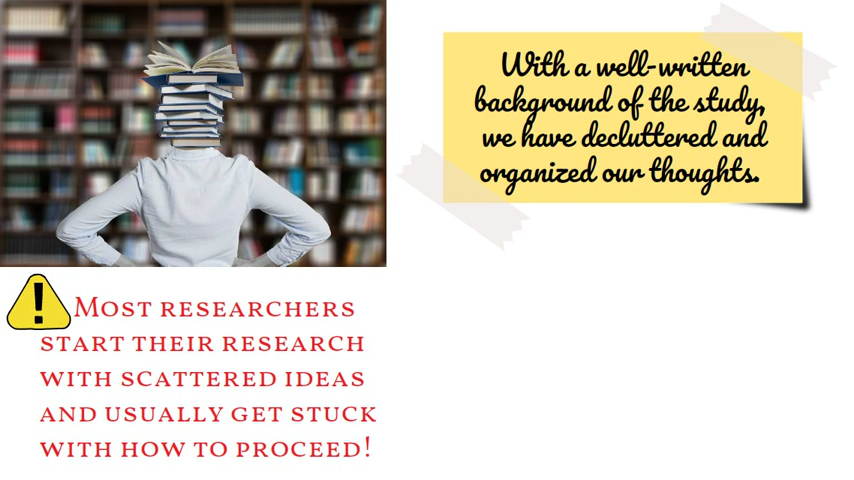 With a well-written
background of the study,
we have decluttered and
organized our thoughts.
!
Most researchers
start their research
with scattered ideas
and usually get stuck
with how to proceed!